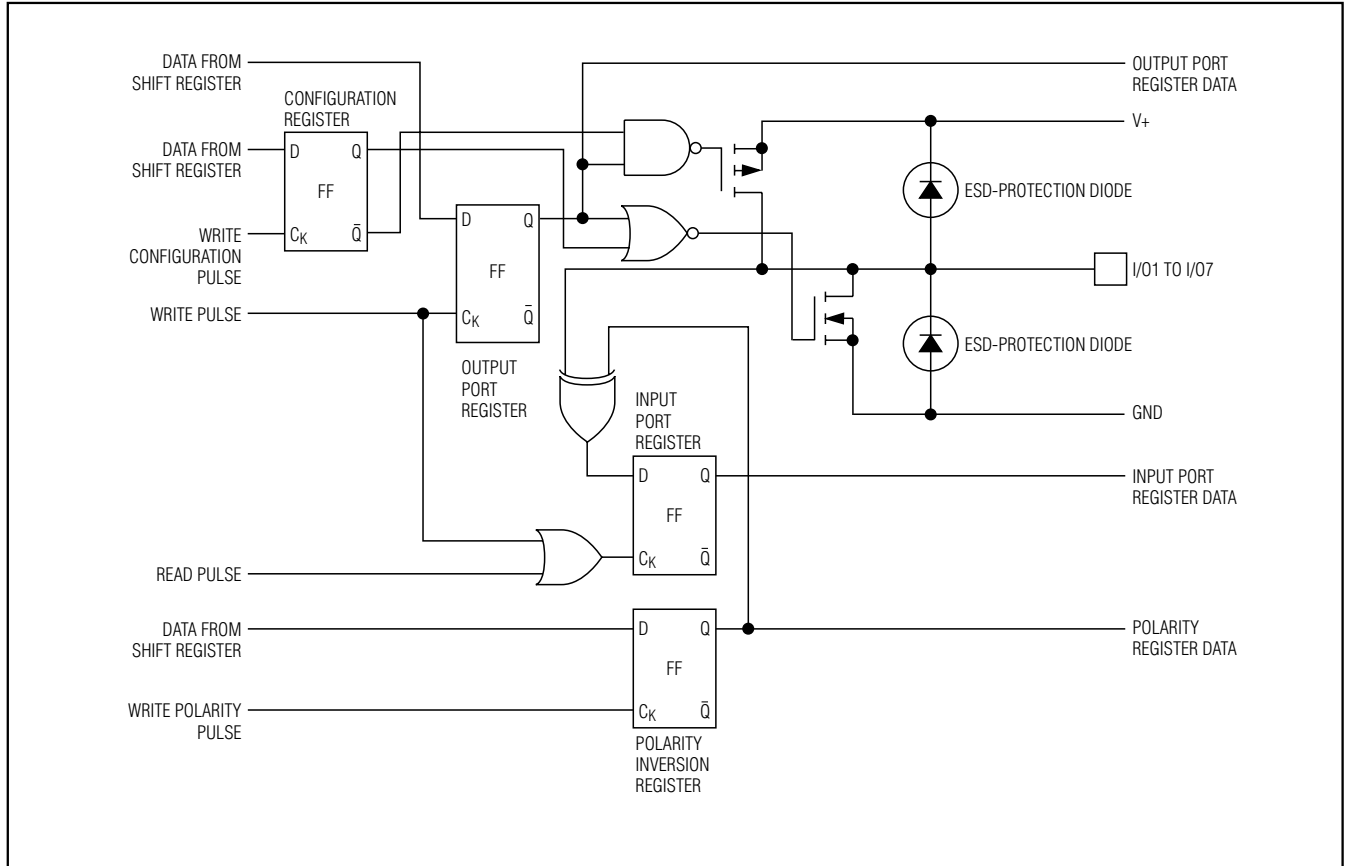 DATA FROM
SHIFT REGISTER
CONFIGURATION
REGISTER
DATA FROM
SHIFT REGISTER
D
Q
FF
CK
Q̅
WRITE
CONFIGURATION
PULSE
WRITE PULSE
D
Q
FF
CK
Q̅
OUTPUT
PORT
REGISTER
OUTPUT PORT
REGISTER DATA
V+
ESD-PROTECTION DIODE
I/O1 TO I/O7
ESD-PROTECTION DIODE
GND
INPUT
PORT
REGISTER
D
Q
FF
CK
Q̅
INPUT PORT
REGISTER DATA
READ PULSE
DATA FROM
SHIFT REGISTER
D
Q
FF
CK
Q̅
WRITE POLARITY
PULSE
POLARITY
INVERSION
REGISTER
POLARITY
REGISTER DATA